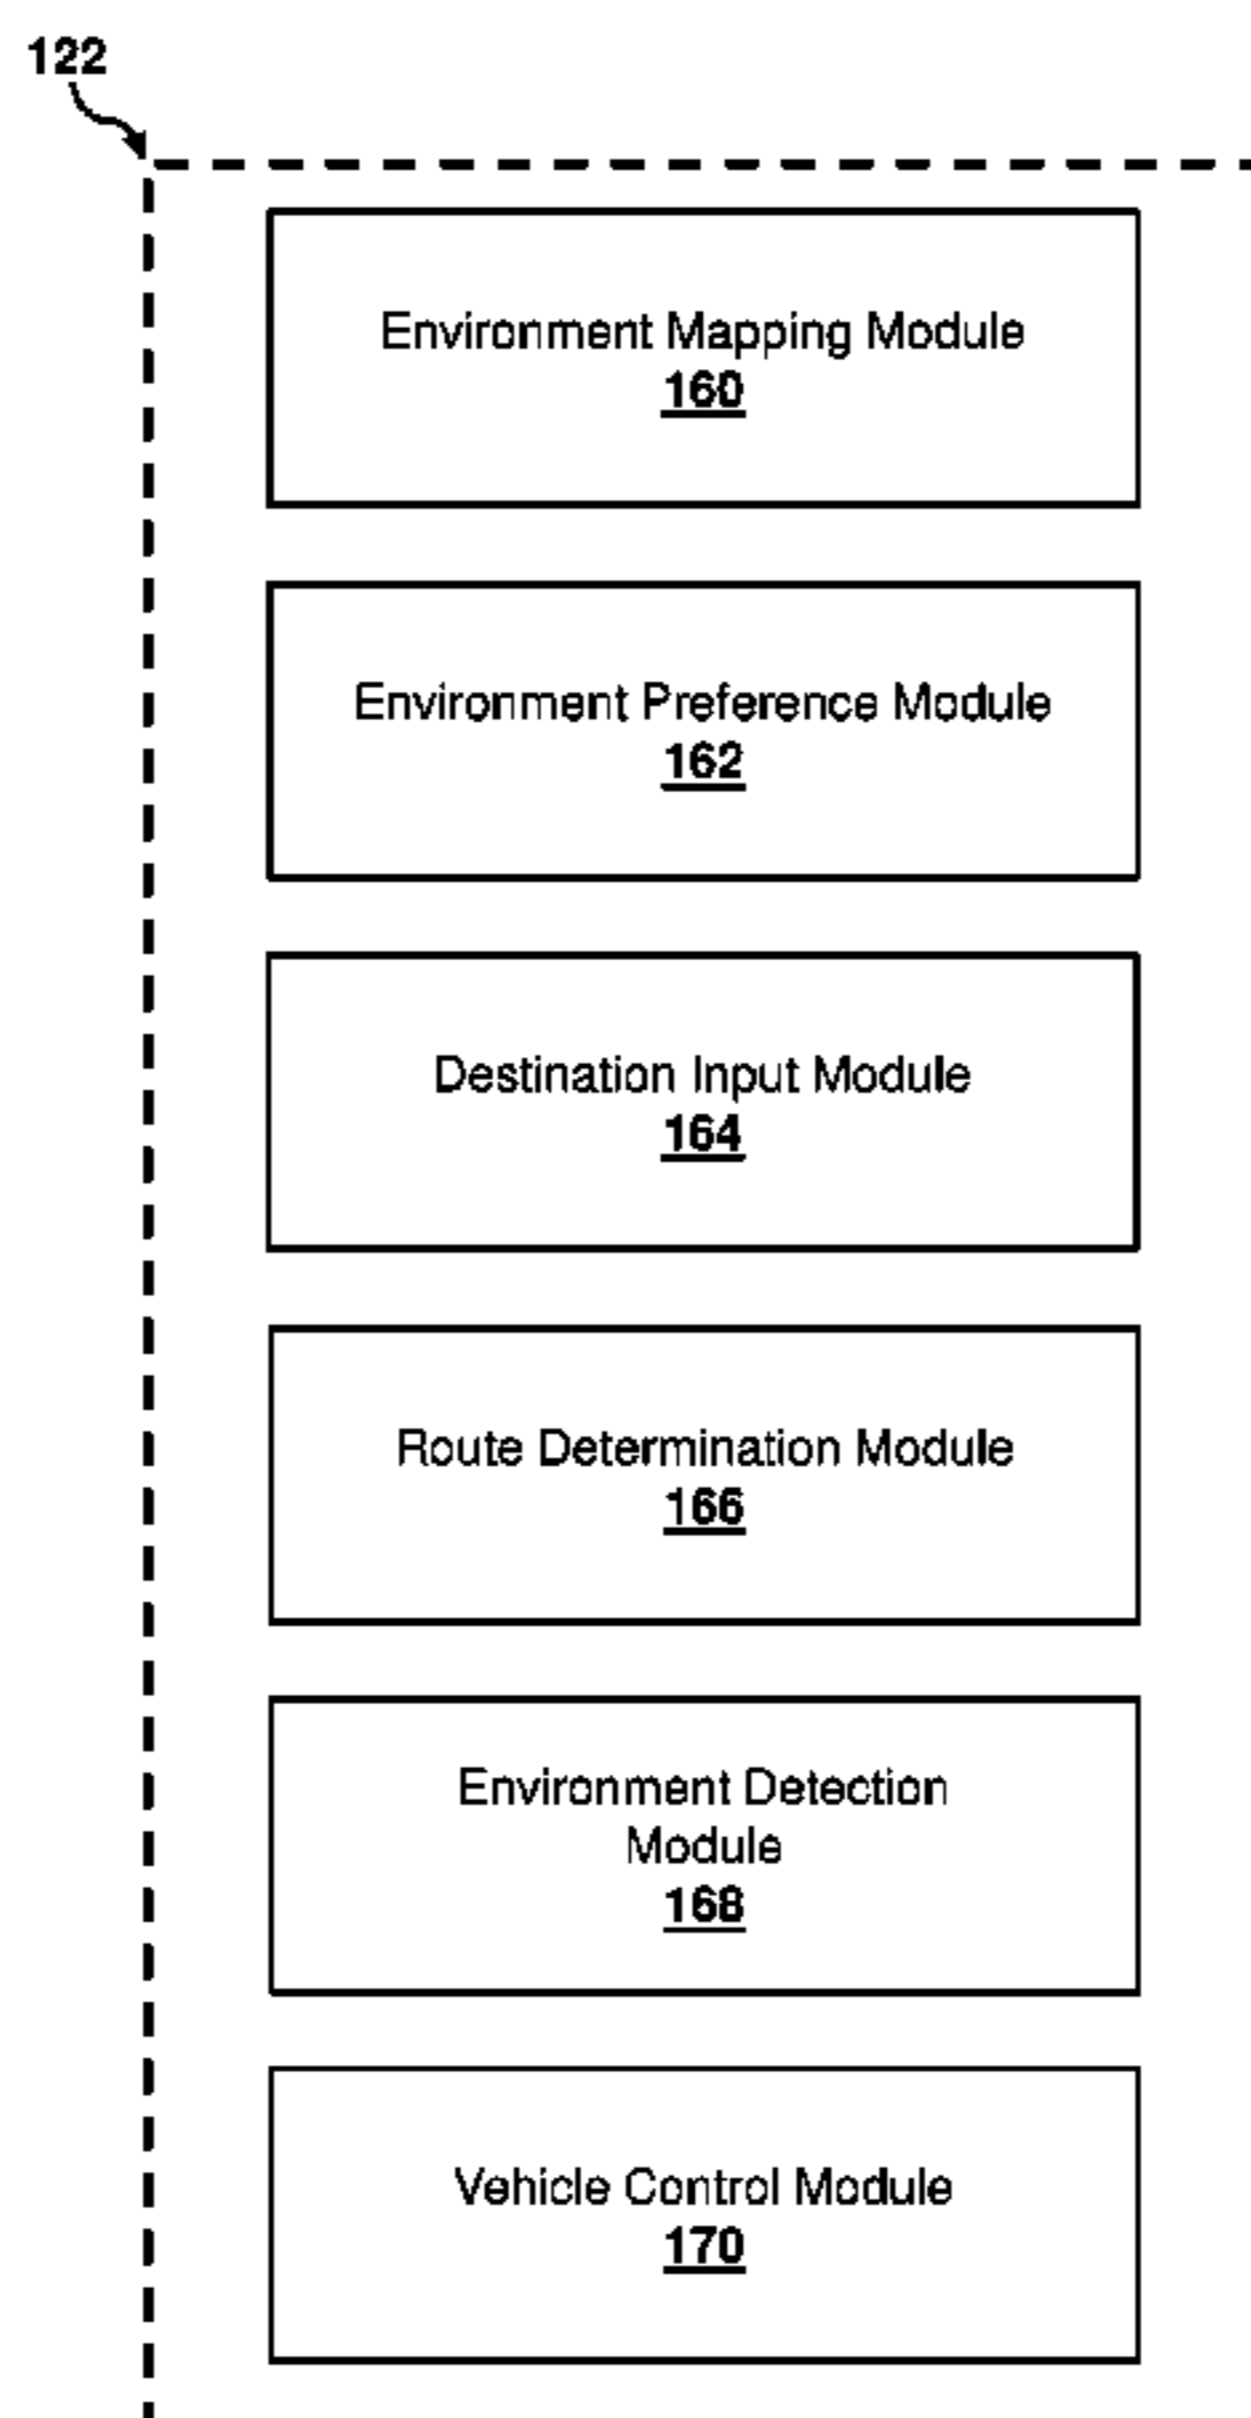 122
Environment Mapping Module
160
Environment Preference Module
162
Destination Input Module
164
Route Determination Module
166
Environment Detection
Module
168
Vehicle Control Module
170